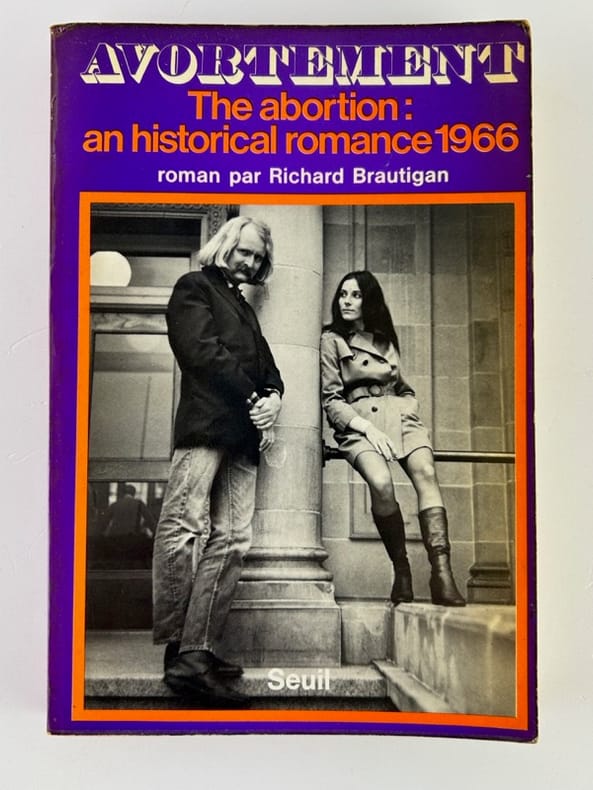 AVORTEMENT
The abortion:
an historical romance 1966
roman par Richard Brautigan
Seuil